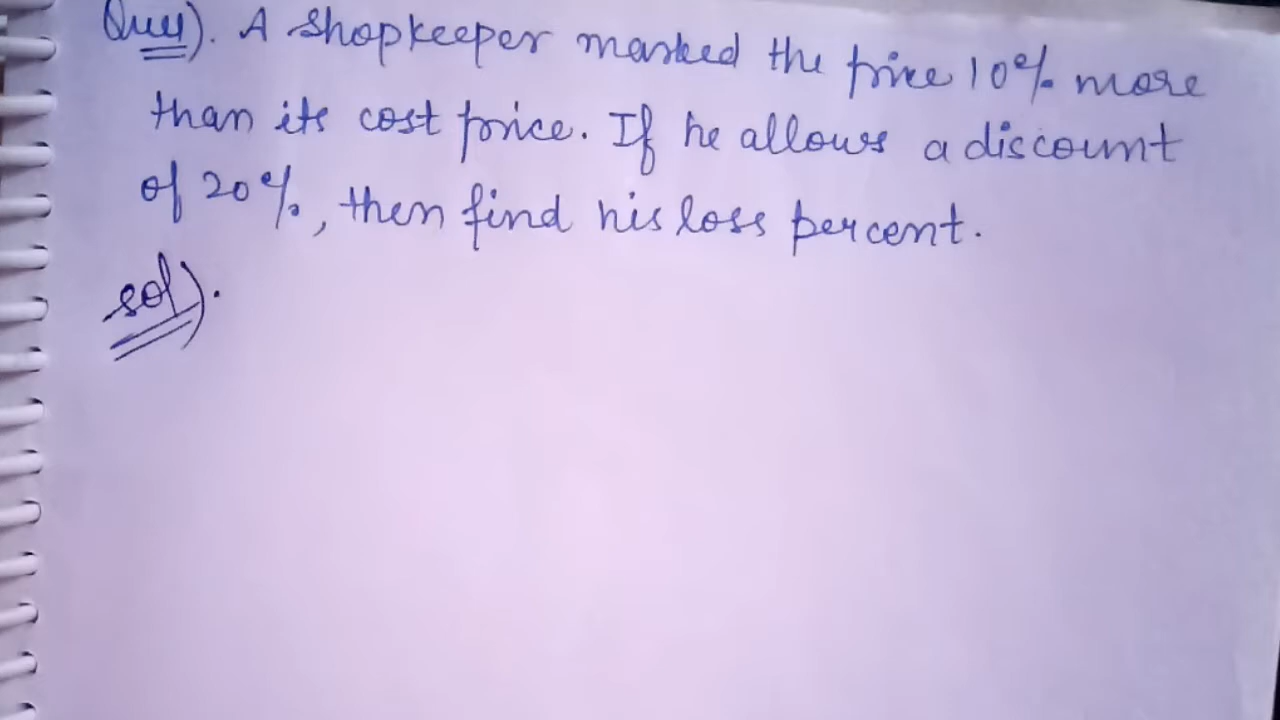 Ques). A Shopkeeper marked the price 10% more
than its cost price. If he allows a discount
of 20%, then find his loss percent.
sol).